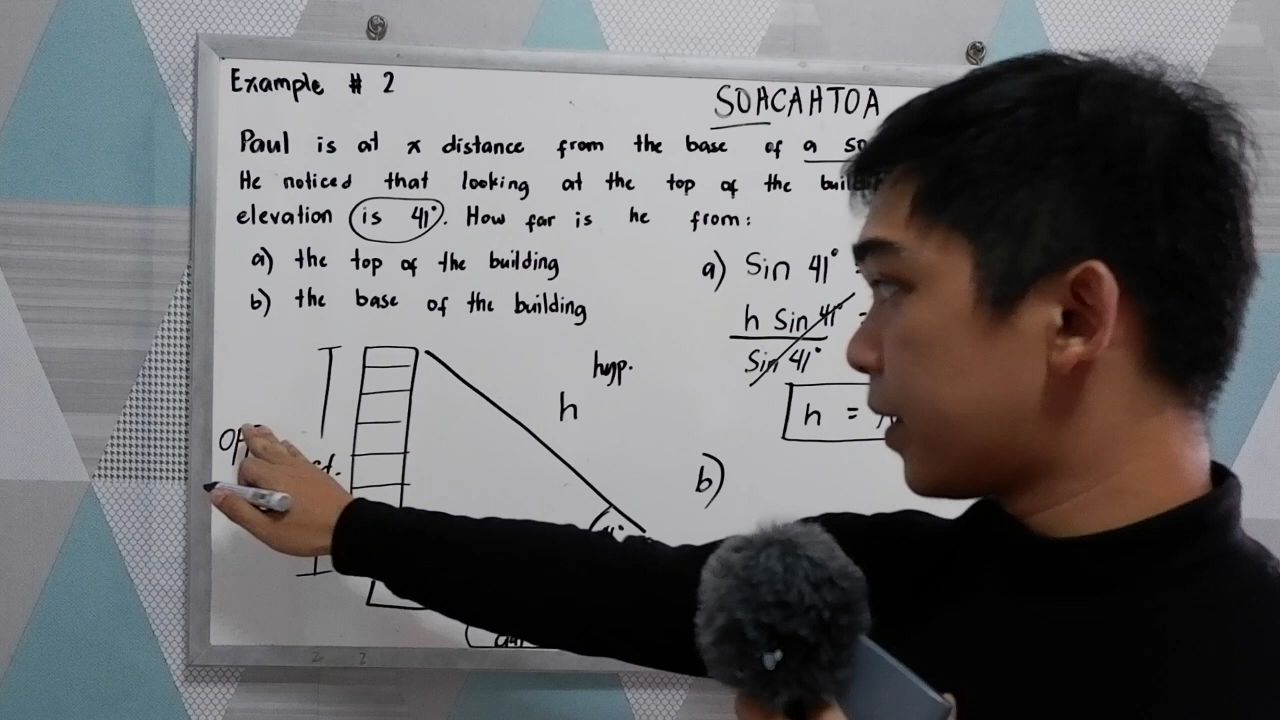 Example # 2
SOHCAHTOA
Paul is at x distance from the base of a
He noticed that looking at the top of the
elevation is 41°. How far is he from:
a) the top of the building
b) the base of the building
a) Sin 41°
h Sin 41°
Sin 41°
h =
b)
hyp.
h